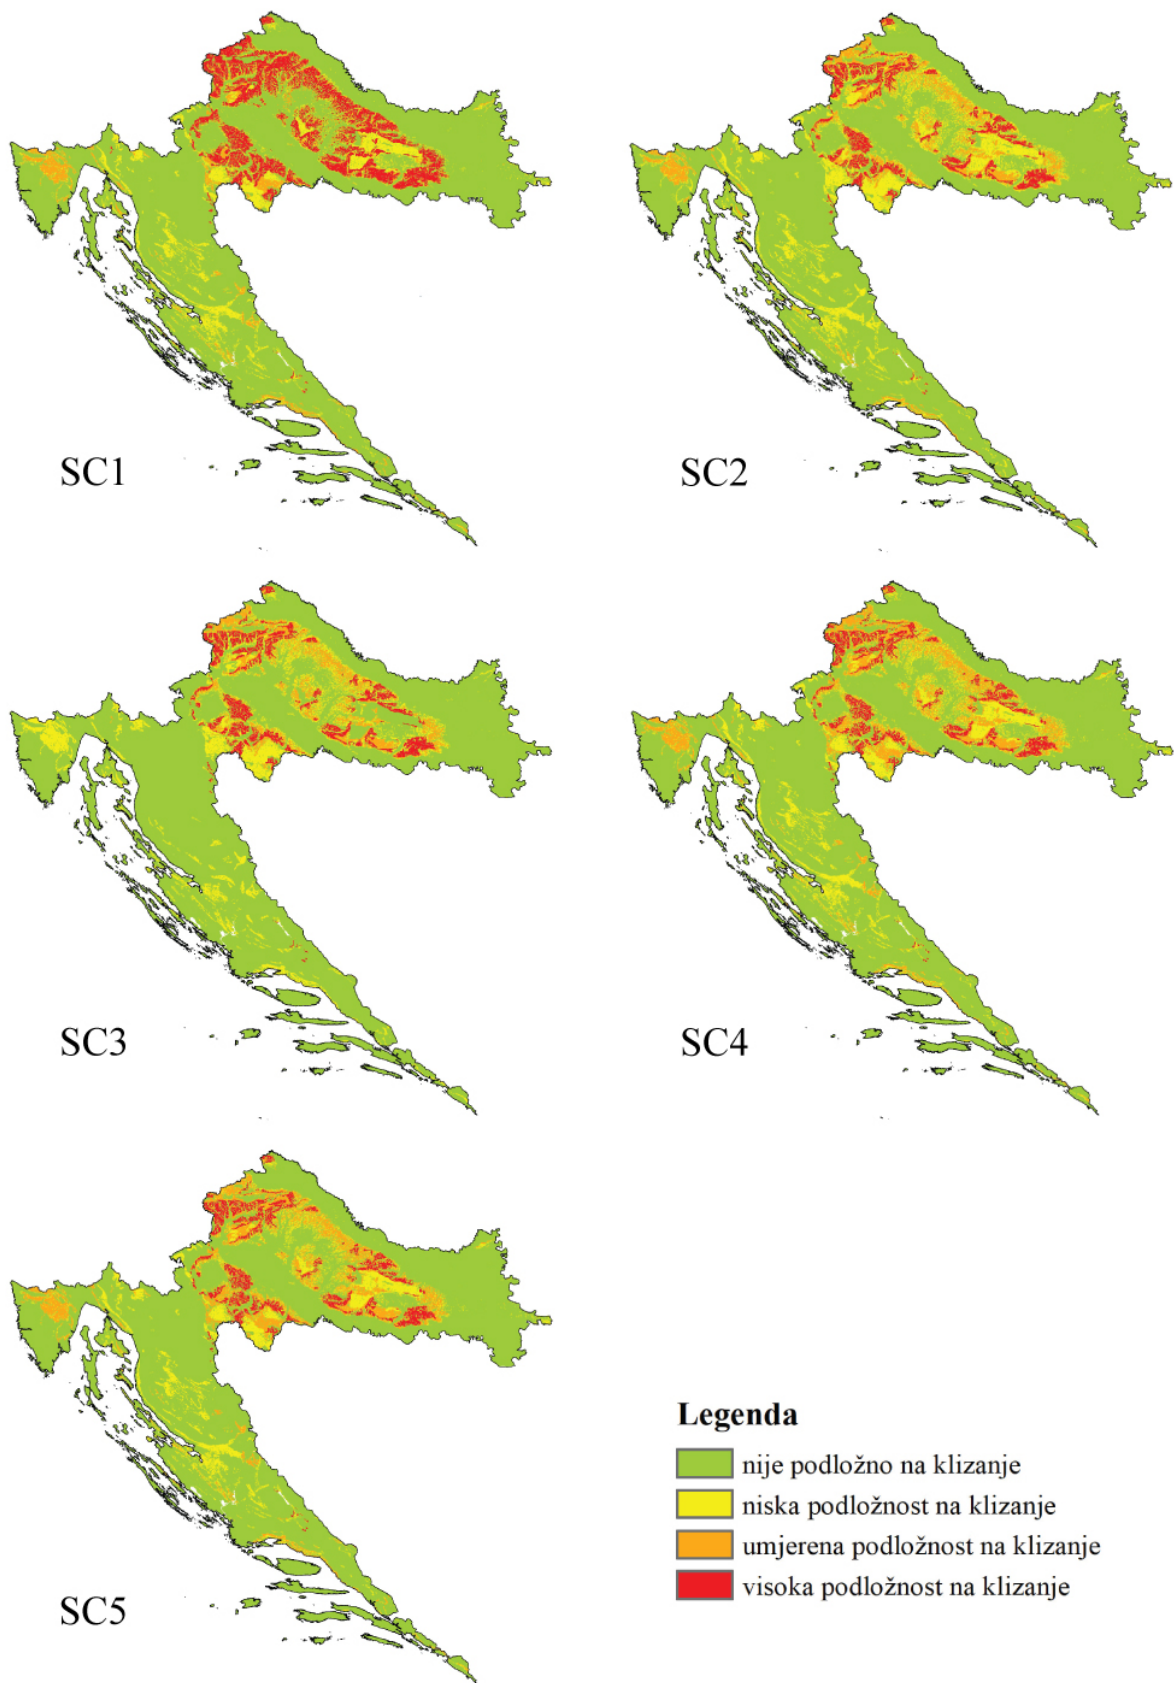 SC1
SC2
SC3
SC4
SC5
Legenda
nije podložno na klizanje
niska podložnost na klizanje
umjerena podložnost na klizanje
visoka podložnost na klizanje